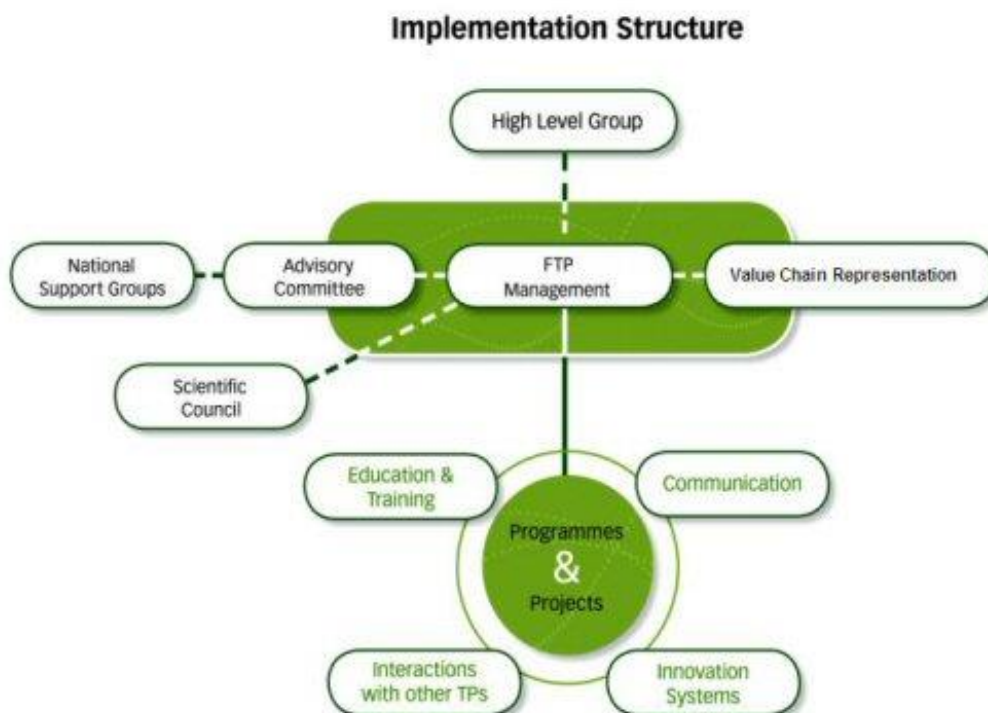 Implementation Structure
High Level Group
National
Support Groups
Advisory
Committee
FTP
Management
Value Chain Representation
Scientific
Council
Education &
Training
Communication
Programmes
&
Projects
Interactions
with other TPs
Innovation
Systems